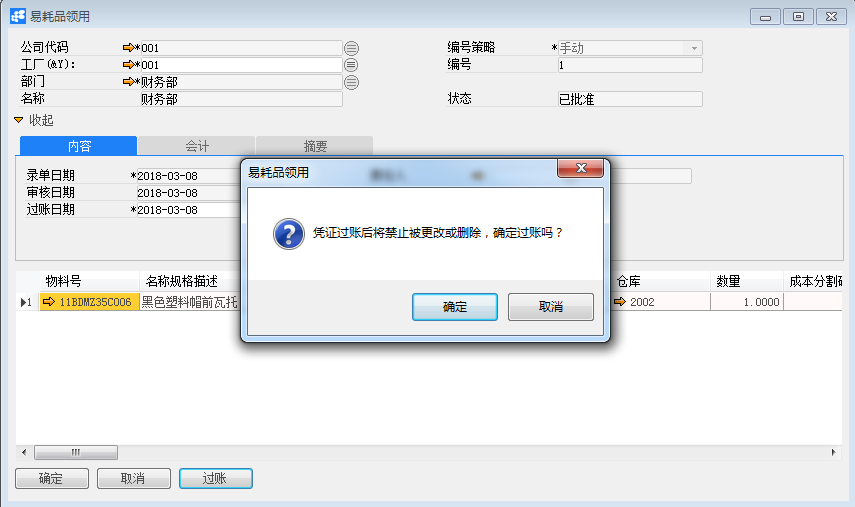 易耗品领用
公司代码 *001 编号策略 *手动
工厂(&Y): *001 编号 1
部门 *财务部
名称 财务部 状态 已批准
收起
内容 会计 摘要
录单日期 *2018-03-08
审核日期 2018-03-08
过账日期 *2018-03-08
易耗品领用
凭证过账后将禁止被更改或删除，确定过账吗？
确定 取消
物料号 名称规格描述 仓库 数量 成本分割码
1 11BDMZ35C006 黑色塑料帽前瓦托 2002 1.0000
确定 取消 过账